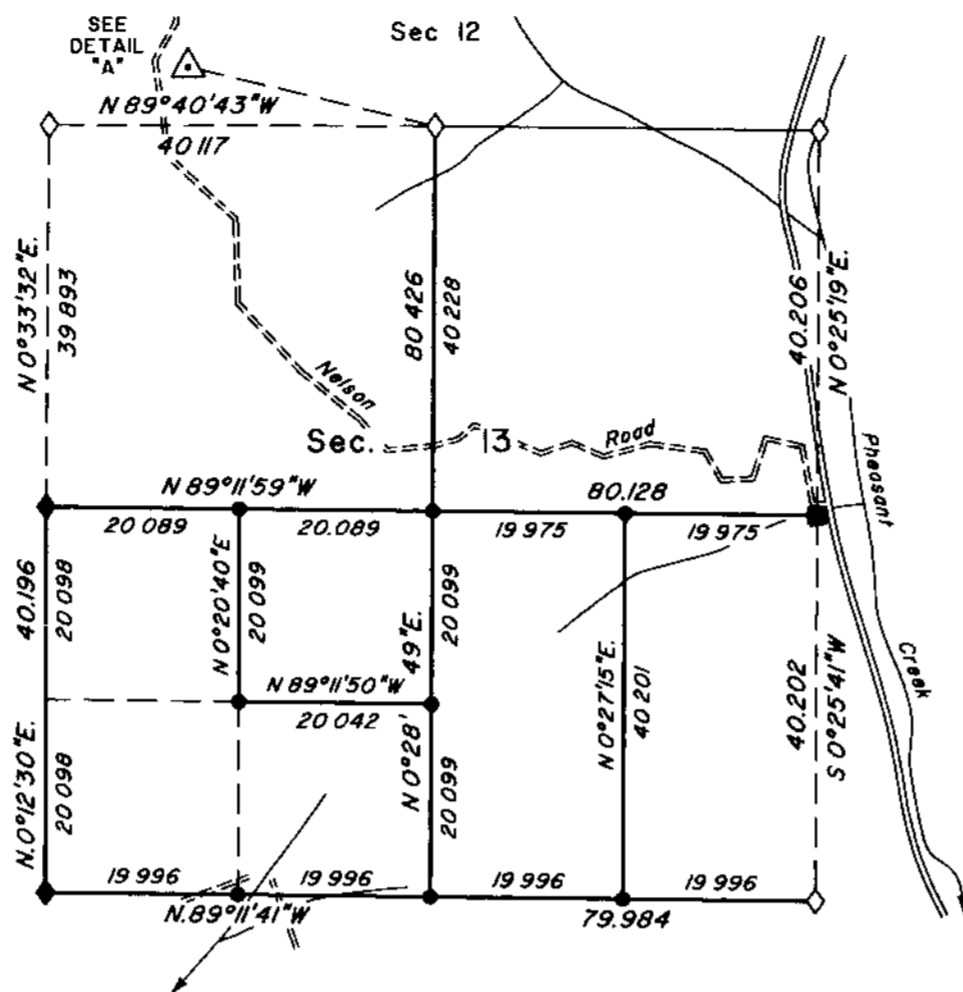 SEE
DETAIL
"A"
Sec 12
N 89°40'43"W
40 117
N 0°33'32"E.
39 893
80 426
40 228
40.206
N 0°25'19"E.
Nelson
Sec. 13
Road
Pheasant
N 89°11'59"W
80.128
20 089
20.089
19 975
19 975
40.196
20 098
N 0°20'40"E
20 099
49"E.
20 099
N 0°27'15"E.
40 201
40.202
S 0°25'41"W
Creek
N 89°11'50"W
20 042
N.0°12'30"E.
20 098
N 0°28'
20 099
19 996
19 996
19 996
19 996
N.89°11'41"W
79.984